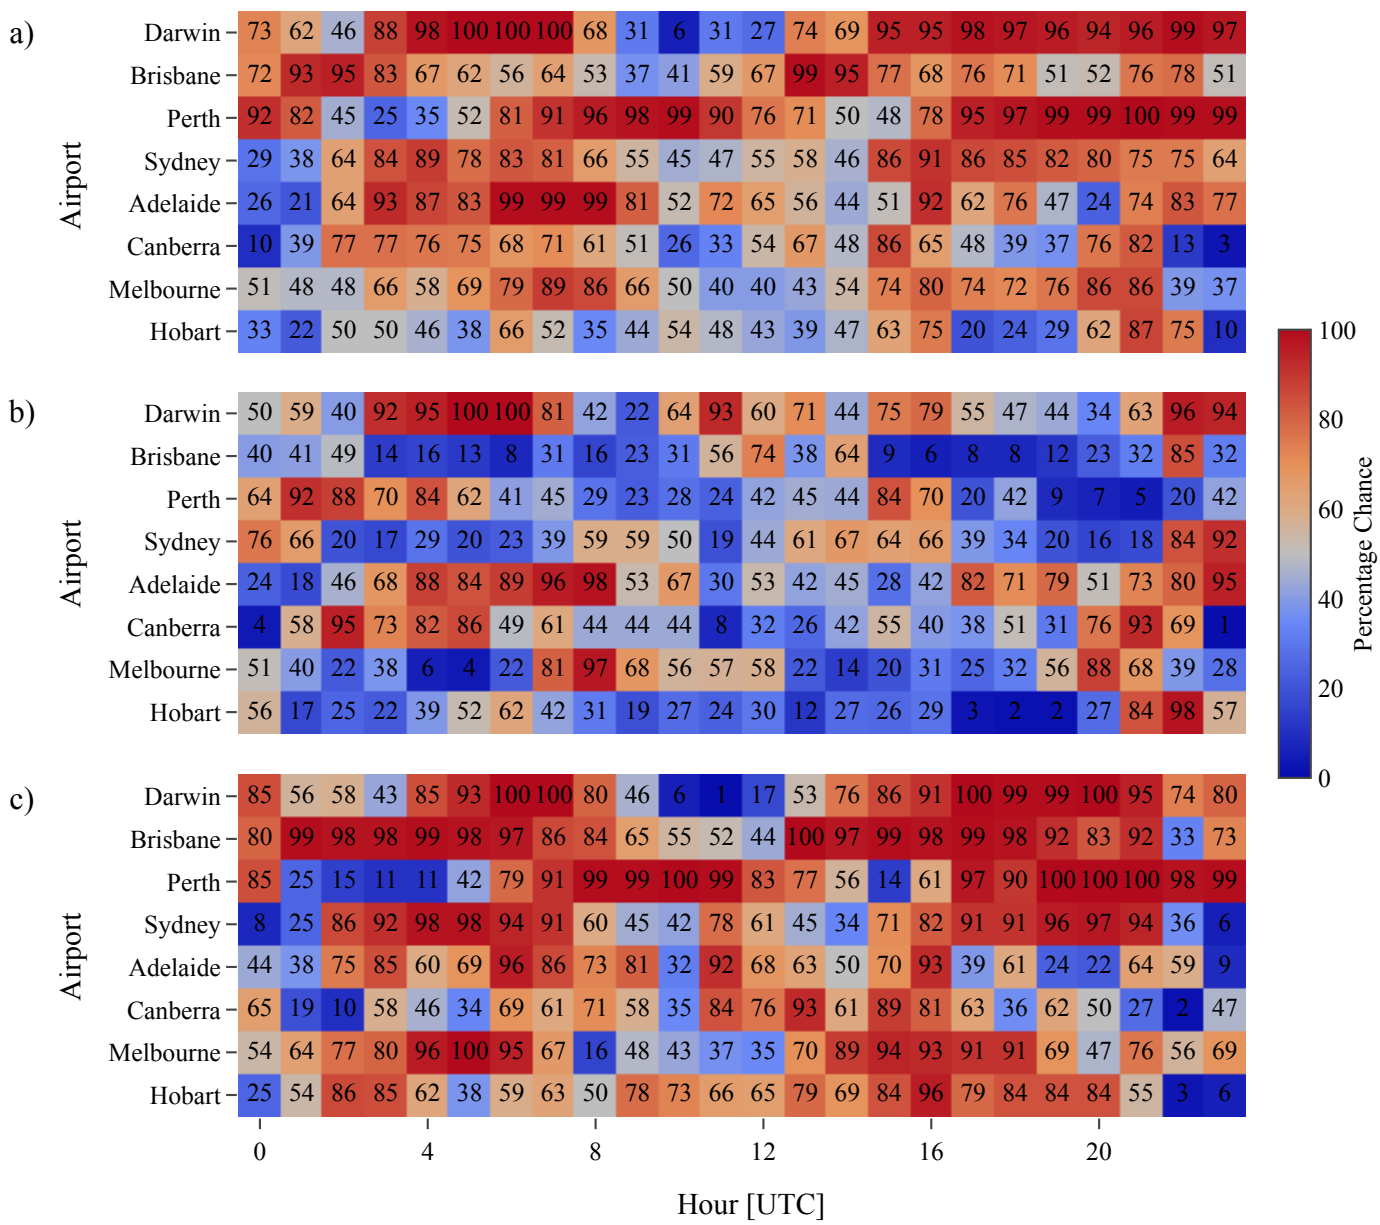 a)
Airport
Darwin 73 62 46 88 98 100 100 100 68 31 6 31 27 74 69 95 95 98 97 96 94 96 99 97
Brisbane 72 93 95 83 67 62 56 64 53 37 41 59 67 99 95 77 68 76 71 51 52 76 78 51
Perth 92 82 45 25 35 52 81 91 96 98 99 90 76 71 50 48 78 95 97 99 99 100 99 99
Sydney 29 38 64 84 89 78 83 81 66 55 45 47 55 58 46 86 91 86 85 82 80 75 75 64
Adelaide 26 21 64 93 87 83 99 99 99 81 52 72 65 56 44 51 92 62 76 47 24 74 83 77
Canberra 10 39 77 77 76 75 68 71 61 51 26 33 54 67 48 86 65 48 39 37 76 82 13 3
Melbourne 51 48 48 66 58 69 79 89 86 66 50 40 40 43 54 74 80 74 72 76 86 86 39 37
Hobart 33 22 50 50 46 38 66 52 35 44 54 48 43 39 47 63 75 20 24 29 62 87 75 10
b)
Airport
Darwin 50 59 40 92 95 100 100 81 42 22 64 93 60 71 44 75 79 55 47 44 34 63 96 94
Brisbane 40 41 49 14 16 13 8 31 16 23 31 56 74 38 64 9 6 8 8 12 23 32 85 32
Perth 64 92 88 70 84 62 41 45 29 23 28 24 42 45 44 84 70 20 42 9 7 5 20 42
Sydney 76 66 20 17 29 20 23 39 59 59 50 19 44 61 67 64 66 39 34 20 16 18 84 92
Adelaide 24 18 46 68 88 84 89 96 98 53 67 30 53 42 45 28 42 82 71 79 51 73 80 95
Canberra 4 58 95 73 82 86 49 61 44 44 44 8 32 26 42 55 40 38 51 31 76 93 69 1
Melbourne 51 40 22 38 6 4 22 81 97 68 56 57 58 22 14 20 31 25 32 56 88 68 39 28
Hobart 56 17 25 22 39 52 62 42 31 19 27 24 30 12 27 26 29 3 2 2 27 84 98 57
c)
Airport
Darwin 85 56 58 43 85 93 100 100 80 46 6 1 17 53 76 86 91 100 99 99 100 95 74 80
Brisbane 80 99 98 98 99 98 97 86 84 65 55 52 44 100 97 99 98 99 98 92 83 92 33 73
Perth 85 25 15 11 11 42 79 91 99 99 100 99 83 77 56 14 61 97 90 100 100 100 98 99
Sydney 8 25 86 92 98 98 94 91 60 45 42 78 61 45 34 71 82 91 91 96 97 94 36 6
Adelaide 44 38 75 85 60 69 96 86 73 81 32 92 68 63 50 70 93 39 61 24 22 64 59 9
Canberra 65 19 10 58 46 34 69 61 71 58 35 84 76 93 61 89 81 63 36 62 50 27 2 47
Melbourne 54 64 77 80 96 100 95 67 16 48 43 37 35 70 89 94 93 91 91 69 47 76 56 69
Hobart 25 54 86 85 62 38 59 63 50 78 73 66 65 79 69 84 96 79 84 84 84 55 3 6
0 4 8 12 16 20
Hour [UTC]
100
80
60
40
20
0
Percentage Chance